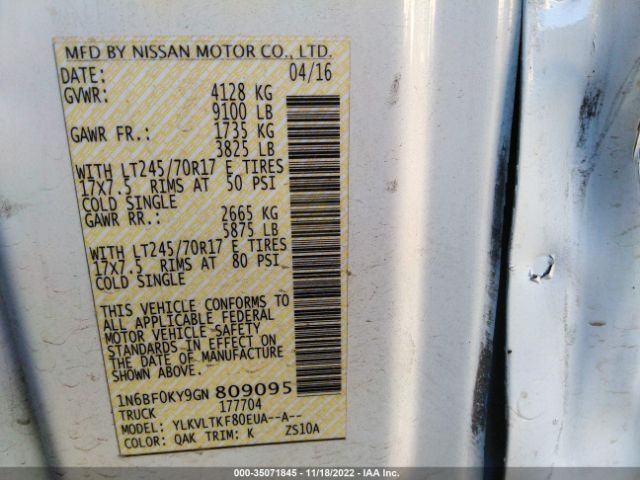 MFD BY NISSAN MOTOR CO., LTD.
DATE: 04/16
GVWR: 4128 KG
9100 LB
GAWR FR.: 1735 KG
3825 LB
WITH LT245/70R17 E TIRES
17X7.5 RIMS AT 50 PSI
COLD SINGLE
GAWR RR.: 2665 KG
5875 LB
WITH LT245/70R17 E TIRES
17X7.5 RIMS AT 80 PSI
COLD SINGLE
THIS VEHICLE CONFORMS TO
ALL APPLICABLE FEDERAL
MOTOR VEHICLE SAFETY
STANDARDS IN EFFECT ON
THE DATE OF MANUFACTURE
SHOWN ABOVE.
1N6BF0KY9GN 809095
TRUCK 177704
MODEL: YLKVLTKF80EUA--A--
COLOR: QAK TRIM: K ZS10A
000-35071845 - 11/18/2022 - IAA Inc.